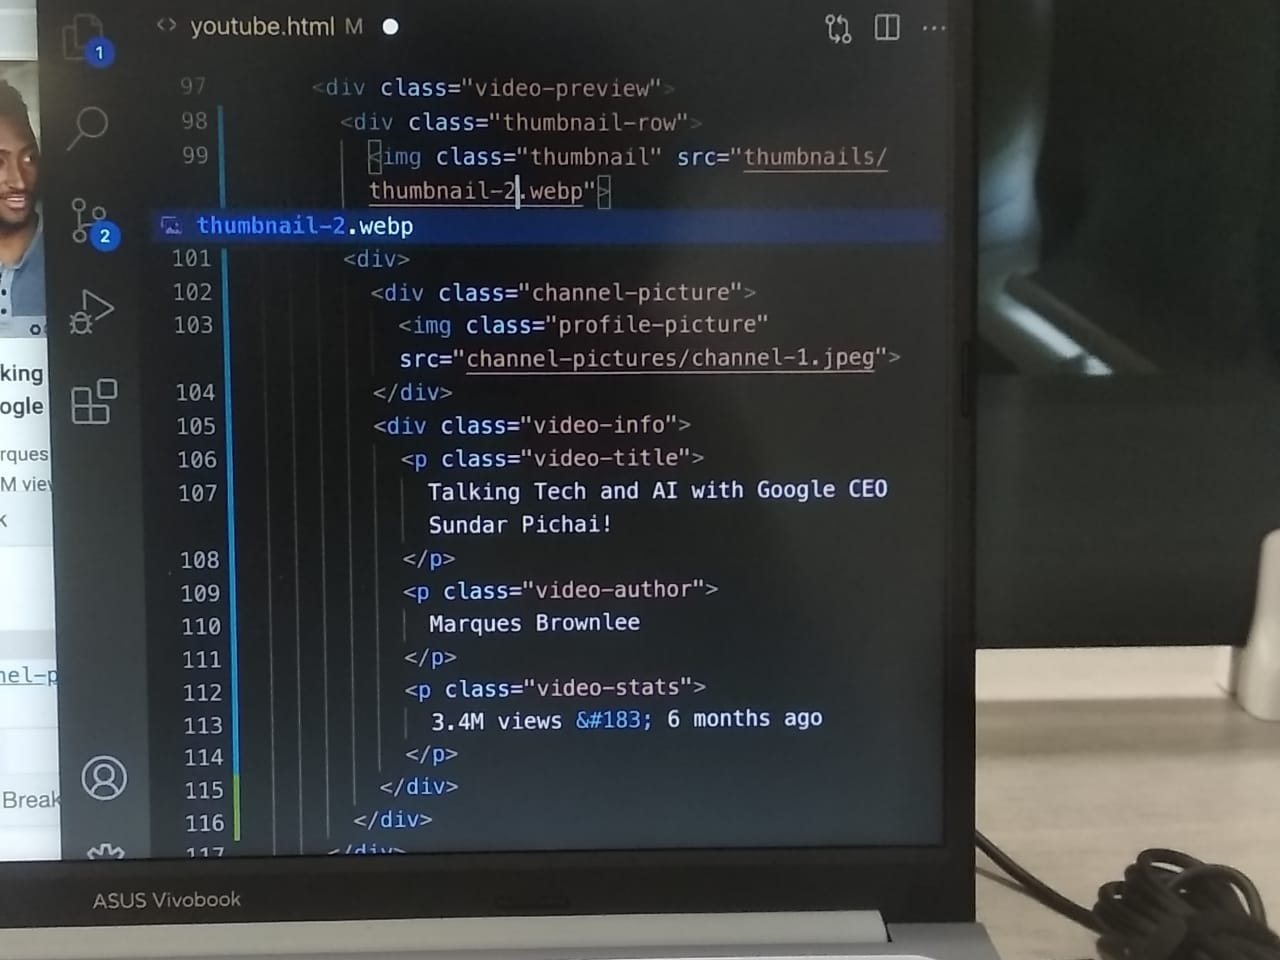 youtube.html M
1
97 <div class="video-preview">
98 <div class="thumbnail-row">
99 <img class="thumbnail" src="thumbnails/
thumbnail-2.webp">
2
thumbnail-2.webp
101 <div>
102 <div class="channel-picture">
103 <img class="profile-picture"
src="channel-pictures/channel-1.jpeg">
104 </div>
105 <div class="video-info">
106 <p class="video-title">
107 Talking Tech and AI with Google CEO
Sundar Pichai!
108 </p>
109 <p class="video-author">
110 Marques Brownlee
111 </p>
112 <p class="video-stats">
113 3.4M views &#183; 6 months ago
114 </p>
115 </div>
116 </div>
117 </div>
king
ogle
rques
M view
k
nel-p
Break
ASUS Vivobook